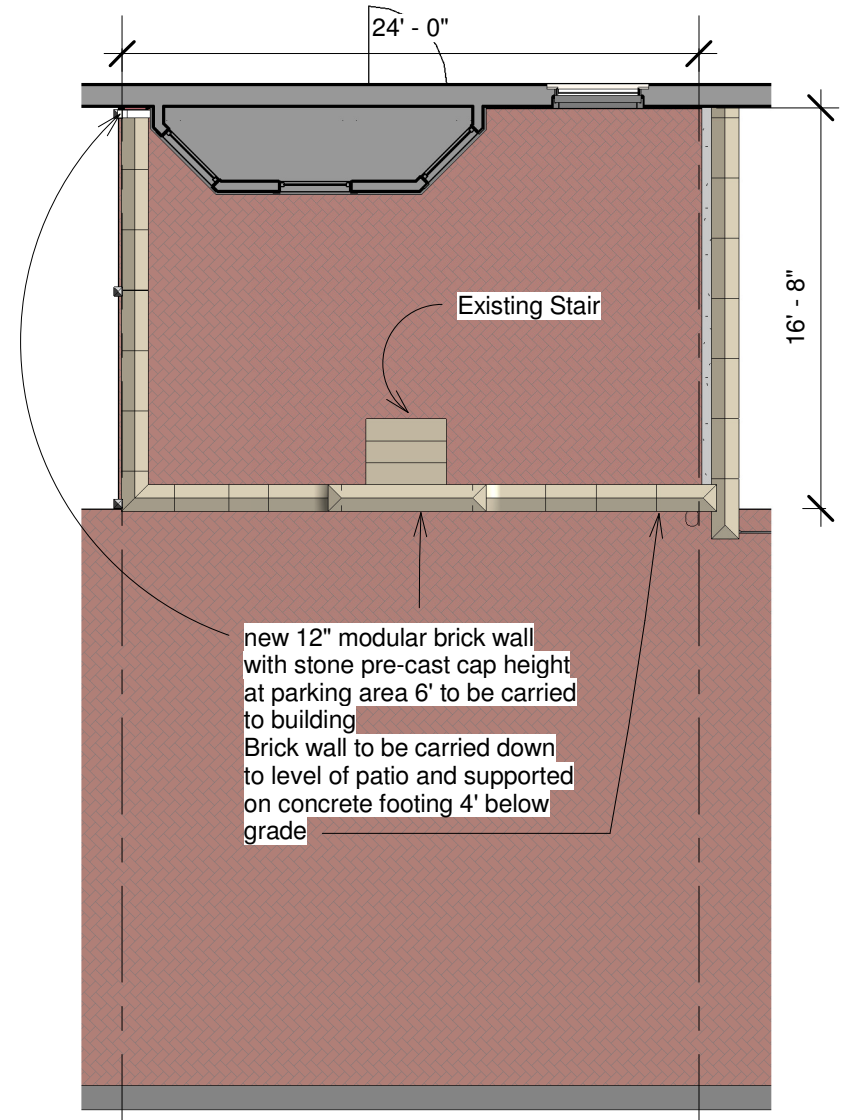 24' - 0"
16' - 8"
Existing Stair
new 12" modular brick wall
with stone pre-cast cap height
at parking area 6' to be carried
to building
Brick wall to be carried down
to level of patio and supported
on concrete footing 4' below
grade